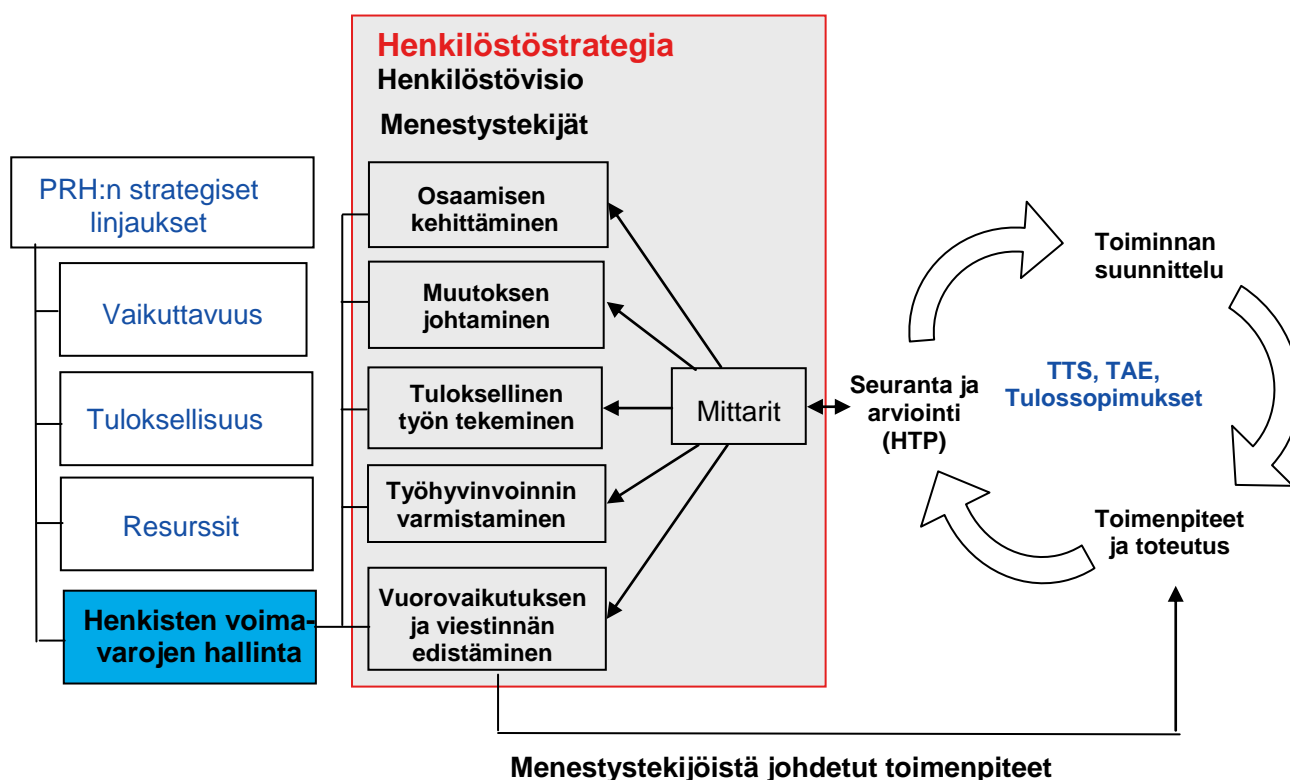 Henkilöstöstrategia
Henkilöstövisio
Menestystekijät
PRH:n strategiset
linjaukset
Vaikuttavuus
Tuloksellisuus
Resurssit
Henkisten voima-
varojen hallinta
Osaamisen
kehittäminen
Muutoksen
johtaminen
Tuloksellinen
työn tekeminen
Työhyvinvoinnin
varmistaminen
Vuorovaikutuksen
ja viestinnän
edistäminen
Mittarit
Seuranta ja
arviointi
(HTP)
Toiminnan
suunnittelu
TTS, TAE,
Tulossopimukset
Toimenpiteet
ja toteutus
Menestystekijöistä johdetut toimenpiteet